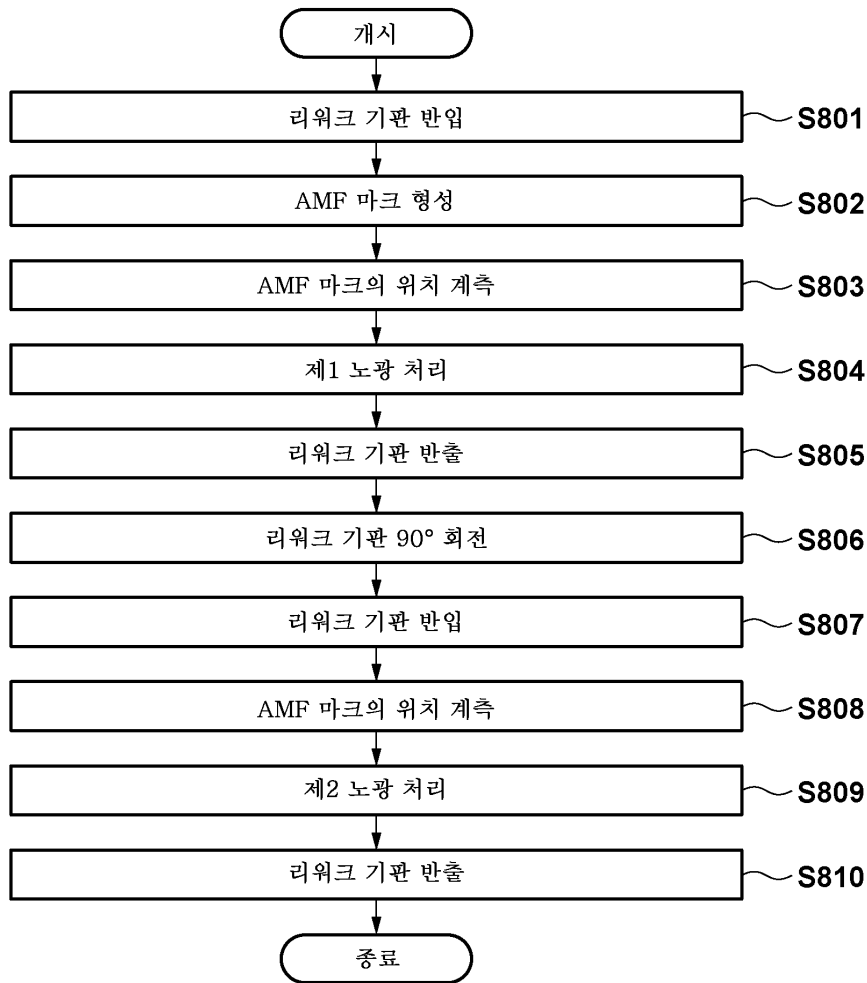 개시
리워크 기판 반입 S801
AMF 마크 형성 S802
AMF 마크의 위치 계측 S803
제1 노광 처리 S804
리워크 기판 반출 S805
리워크 기판 90° 회전 S806
리워크 기판 반입 S807
AMF 마크의 위치 계측 S808
제2 노광 처리 S809
리워크 기판 반출 S810
종료